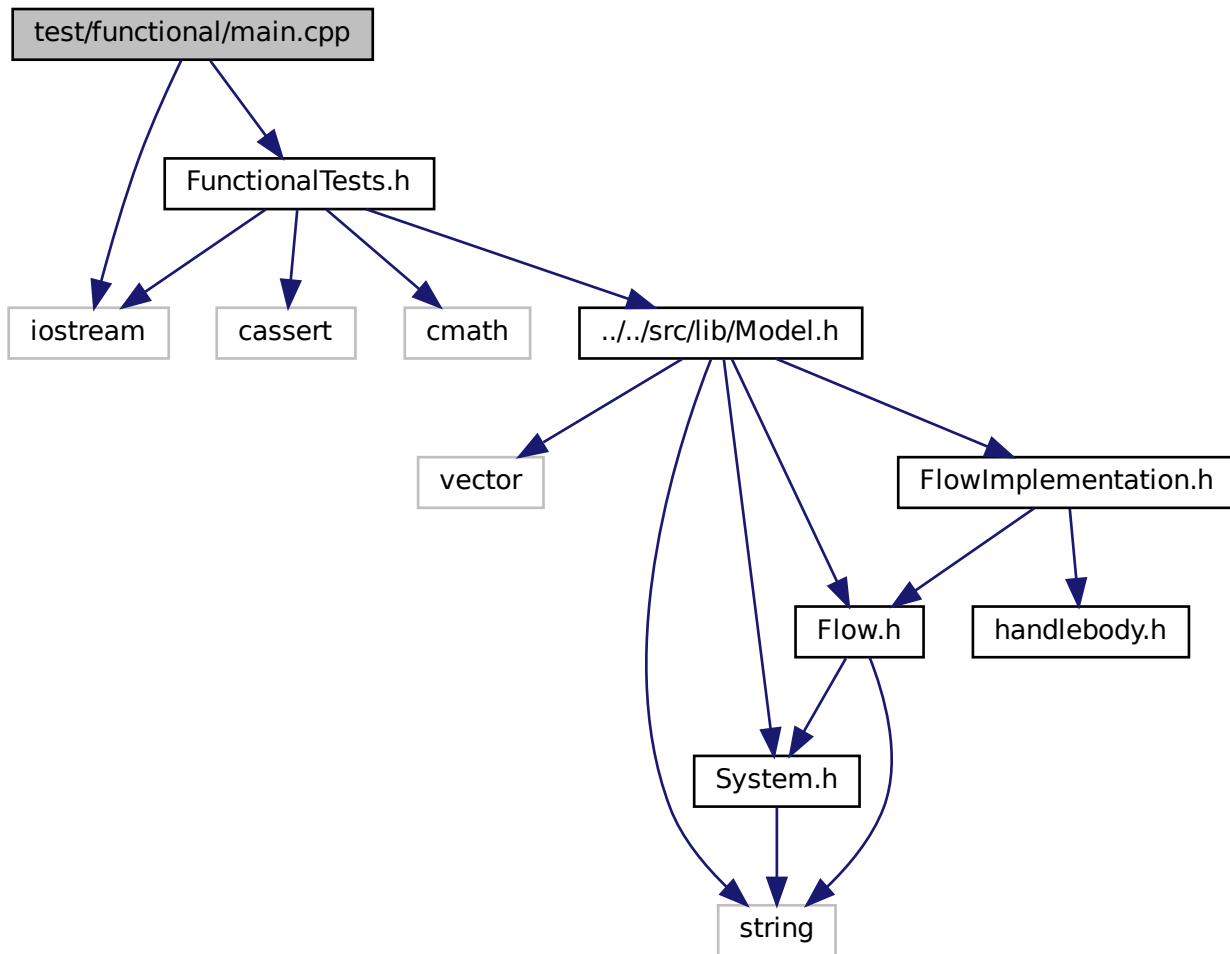 test/functional/main.cpp
FunctionalTests.h
iostream
cassert
cmath
../../src/lib/Model.h
vector
FlowImplementation.h
Flow.h
handlebody.h
System.h
string